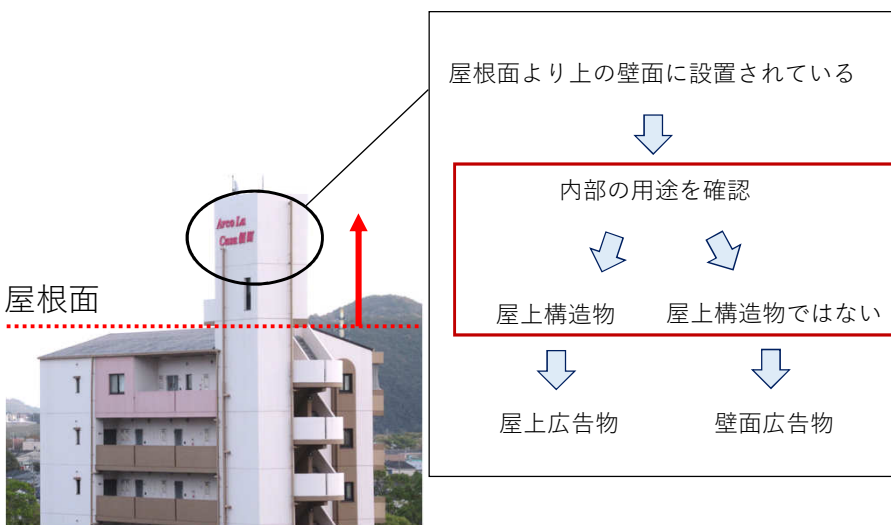 屋根面より上の壁面に設置されている
内部の用途を確認
Arco La
Casa
屋根面
屋上構造物
屋上構造物ではない
屋上広告物
壁面広告物